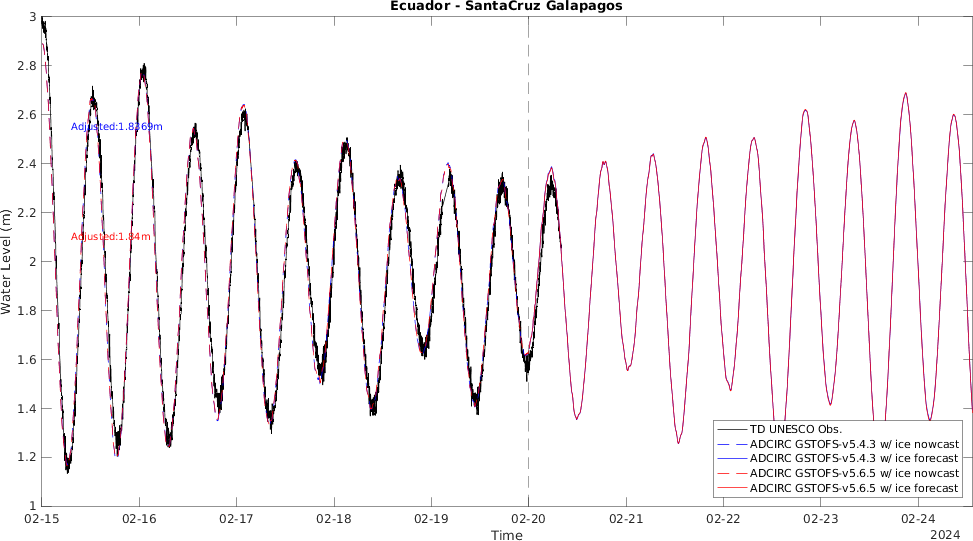 Ecuador - SantaCruz Galapagos
3
2.8
2.6
2.4
2.2
2
1.8
1.6
1.4
1.2
1
Water Level (m)
Adjusted:1.8369m
Adjusted:1.84m
TD UNESCO Obs.
ADCIRC GSTOFS-v5.4.3 w/ ice nowcast
ADCIRC GSTOFS-v5.4.3 w/ ice forecast
ADCIRC GSTOFS-v5.6.5 w/ ice nowcast
ADCIRC GSTOFS-v5.6.5 w/ ice forecast
02-15 02-16 02-17 02-18 02-19 02-20 02-21 02-22 02-23 02-24
Time
2024